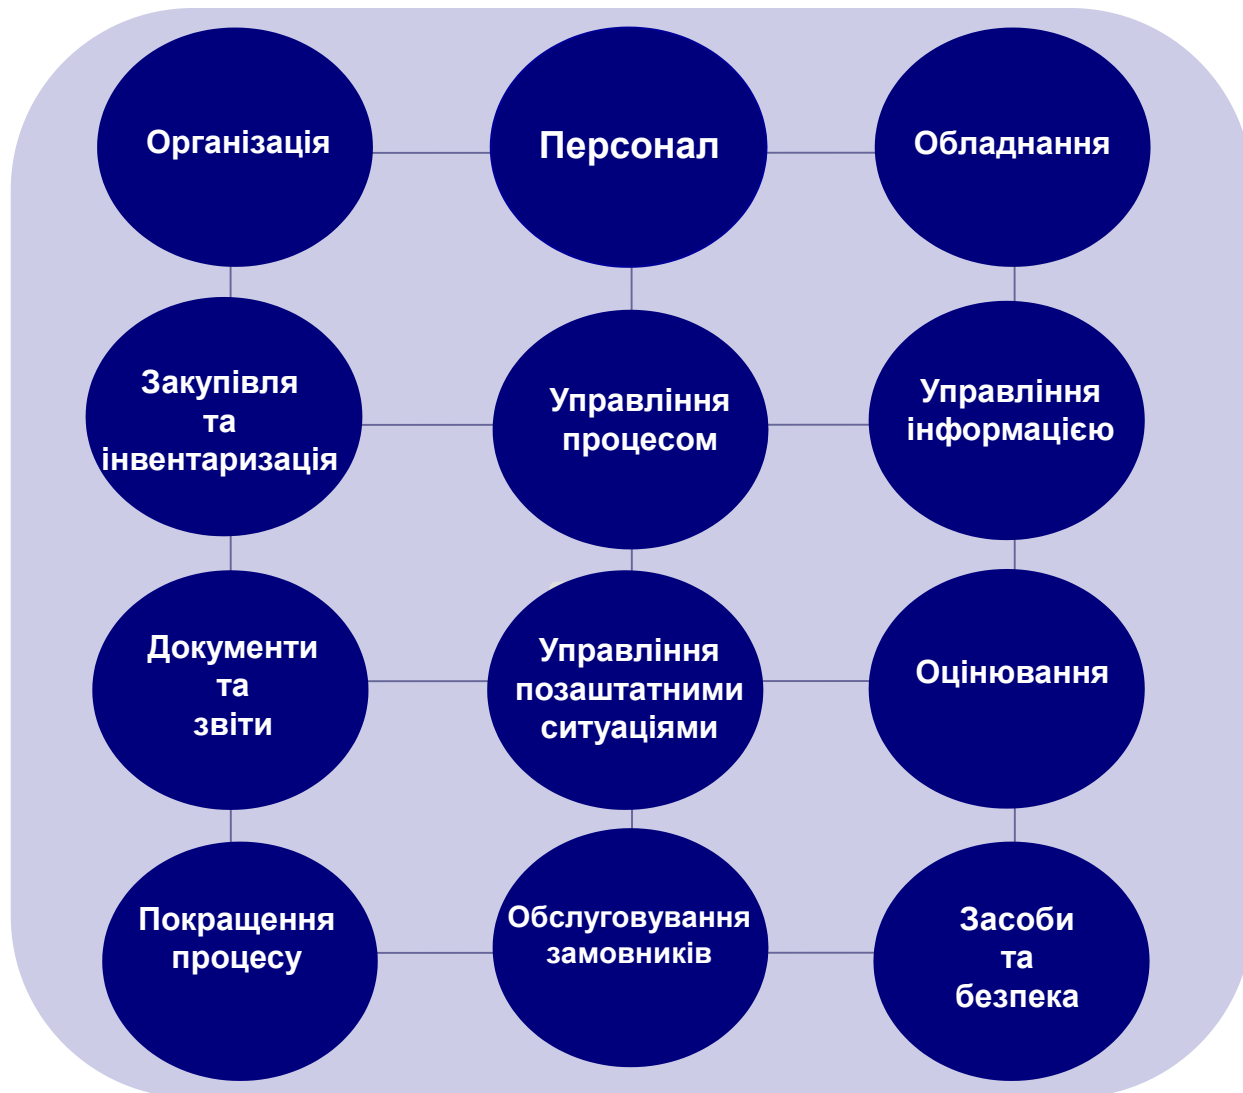 Організація
Персонал
Обладнання
Закупівля
та
інвентаризація
Управління
процесом
Управління
інформацією
Документи
та
звіти
Управління
позаштатними
ситуаціями
Оцінювання
Покращення
процесу
Обслуговування
замовників
Засоби
та
безпека